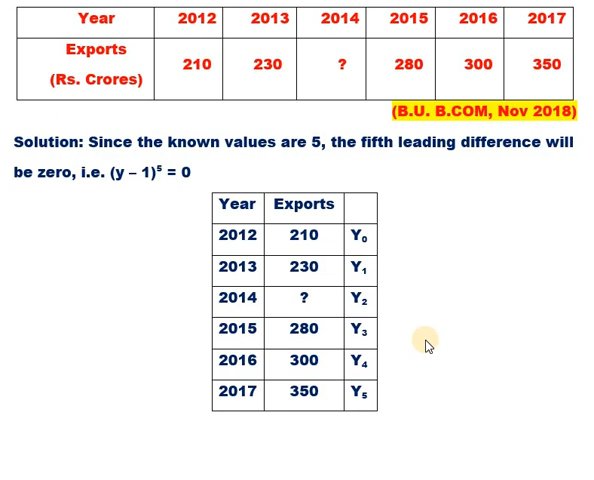 Year 2012 2013 2014 2015 2016 2017
Exports
(Rs. Crores) 210 230 ? 280 300 350
(B.U. B.COM, Nov 2018)
Solution: Since the known values are 5, the fifth leading difference will
be zero, i.e. (y – 1)⁵ = 0
Year Exports
2012 210 Y₀
2013 230 Y₁
2014 ? Y₂
2015 280 Y₃
2016 300 Y₄
2017 350 Y₅